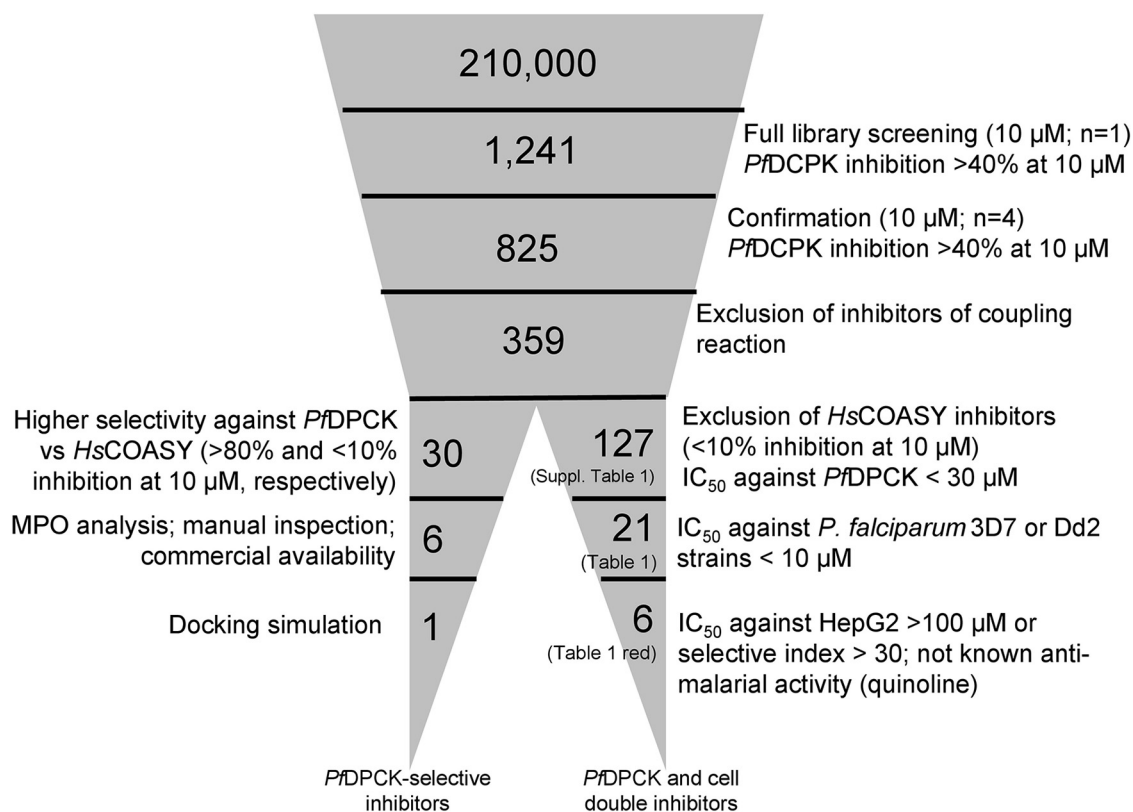 210,000
1,241
Full library screening (10 µM; n=1)
PfDCPK inhibition >40% at 10 µM
825
Confirmation (10 µM; n=4)
PfDCPK inhibition >40% at 10 µM
359
Exclusion of inhibitors of coupling
reaction
Higher selectivity against PfDPCK
vs HsCOASY (>80% and <10%
inhibition at 10 µM, respectively)
30
127
(Suppl. Table 1)
Exclusion of HsCOASY inhibitors
(<10% inhibition at 10 µM)
IC50 against PfDPCK < 30 µM
MPO analysis; manual inspection;
commercial availability
6
21
(Table 1)
IC50 against P. falciparum 3D7 or Dd2
strains < 10 µM
Docking simulation
1
6
(Table 1 red)
IC50 against HepG2 >100 µM or
selective index > 30; not known anti-
malarial activity (quinoline)
PfDPCK-selective
inhibitors
PfDPCK and cell
double inhibitors